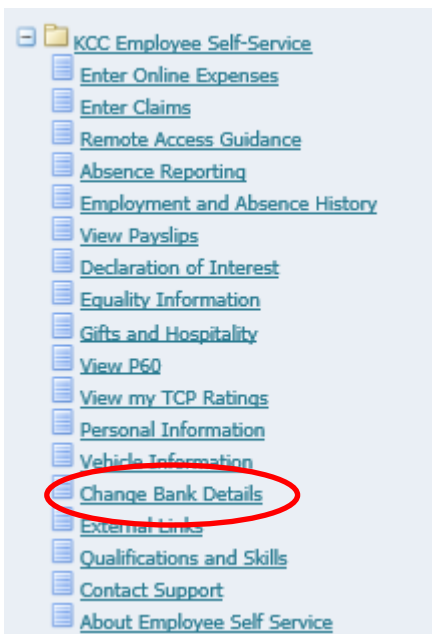 KCC Employee Self-Service
Enter Online Expenses
Enter Claims
Remote Access Guidance
Absence Reporting
Employment and Absence History
View Payslips
Declaration of Interest
Equality Information
Gifts and Hospitality
View P60
View my TCP Ratings
Personal Information
Vehicle Information
Change Bank Details
External Links
Qualifications and Skills
Contact Support
About Employee Self Service